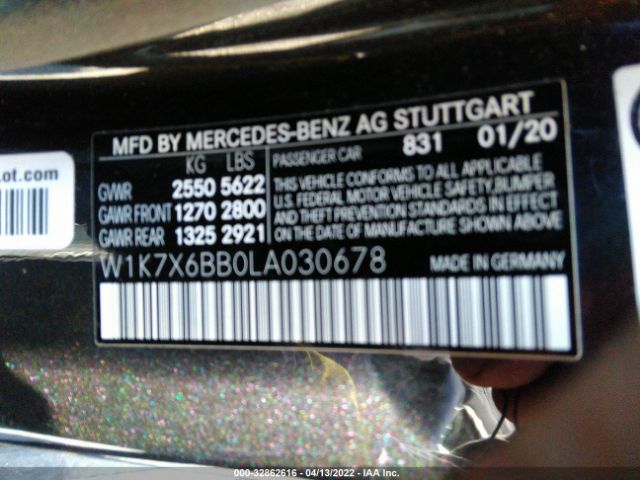 MFD BY MERCEDES-BENZ AG STUTTGART
KG LBS PASSENGER CAR 831 01/20
GVWR 2550 5622
GAWR FRONT 1270 2800
GAWR REAR 1325 2921
THIS VEHICLE CONFORMS TO ALL APPLICABLE
U.S. FEDERAL MOTOR VEHICLE SAFETY, BUMPER
AND THEFT PREVENTION STANDARDS IN EFFECT
ON THE DATE OF MANUFACTURE SHOWN ABOVE.
W1K7X6BB0LA030678 MADE IN GERMANY
ot.com
000-32862616 - 04/13/2022 - IAA Inc.